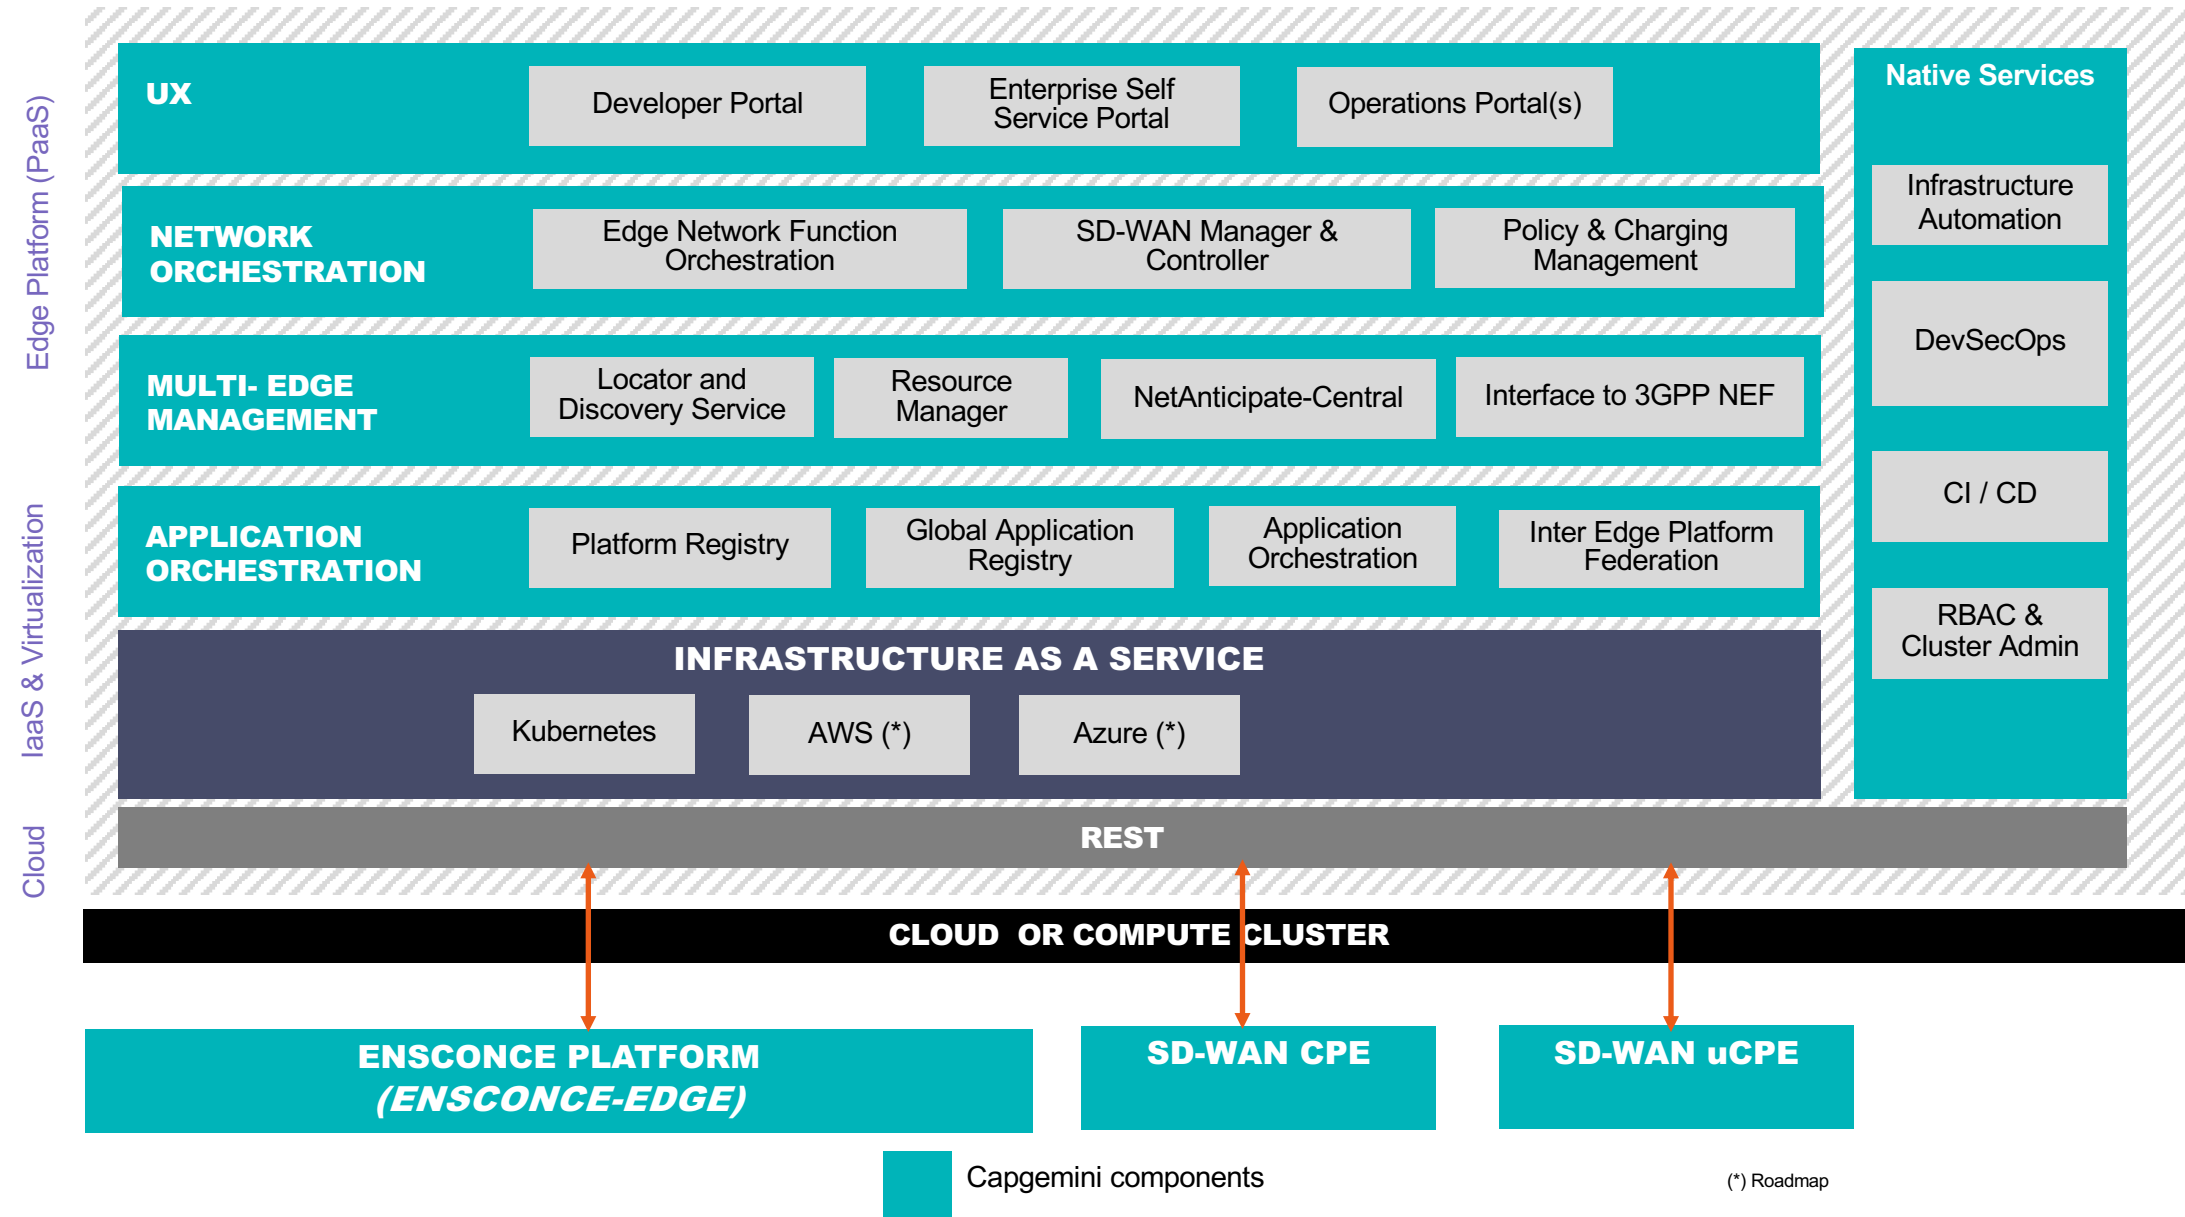 Edge Platform (PaaS)
IaaS & Virtualization
Cloud
UX
Developer Portal
Enterprise Self
Service Portal
Operations Portal(s)
NETWORK
ORCHESTRATION
Edge Network Function
Orchestration
SD-WAN Manager &
Controller
Policy & Charging
Management
MULTI- EDGE
MANAGEMENT
Locator and
Discovery Service
Resource
Manager
NetAnticipate-Central
Interface to 3GPP NEF
APPLICATION
ORCHESTRATION
Platform Registry
Global Application
Registry
Application
Orchestration
Inter Edge Platform
Federation
INFRASTRUCTURE AS A SERVICE
Kubernetes
AWS (*)
Azure (*)
Native Services
Infrastructure
Automation
DevSecOps
CI / CD
RBAC &
Cluster Admin
REST
CLOUD  OR COMPUTE CLUSTER
ENSCONCE PLATFORM
(ENSCONCE-EDGE)
SD-WAN CPE
SD-WAN uCPE
Capgemini components
(*) Roadmap